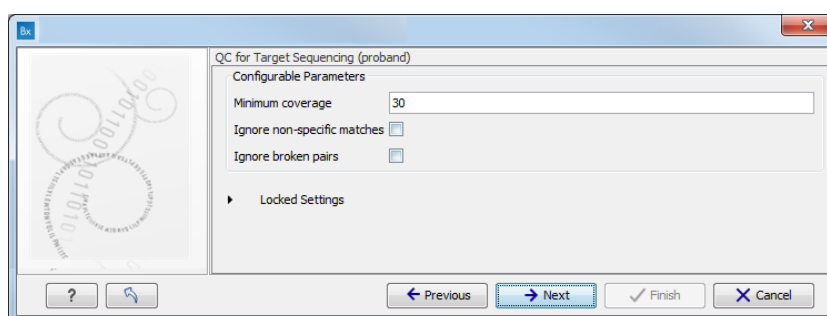 Bx
QC for Target Sequencing (proband)
Configurable Parameters
Minimum coverage 30
Ignore non-specific matches
Ignore broken pairs
Locked Settings
? Previous Next Finish Cancel